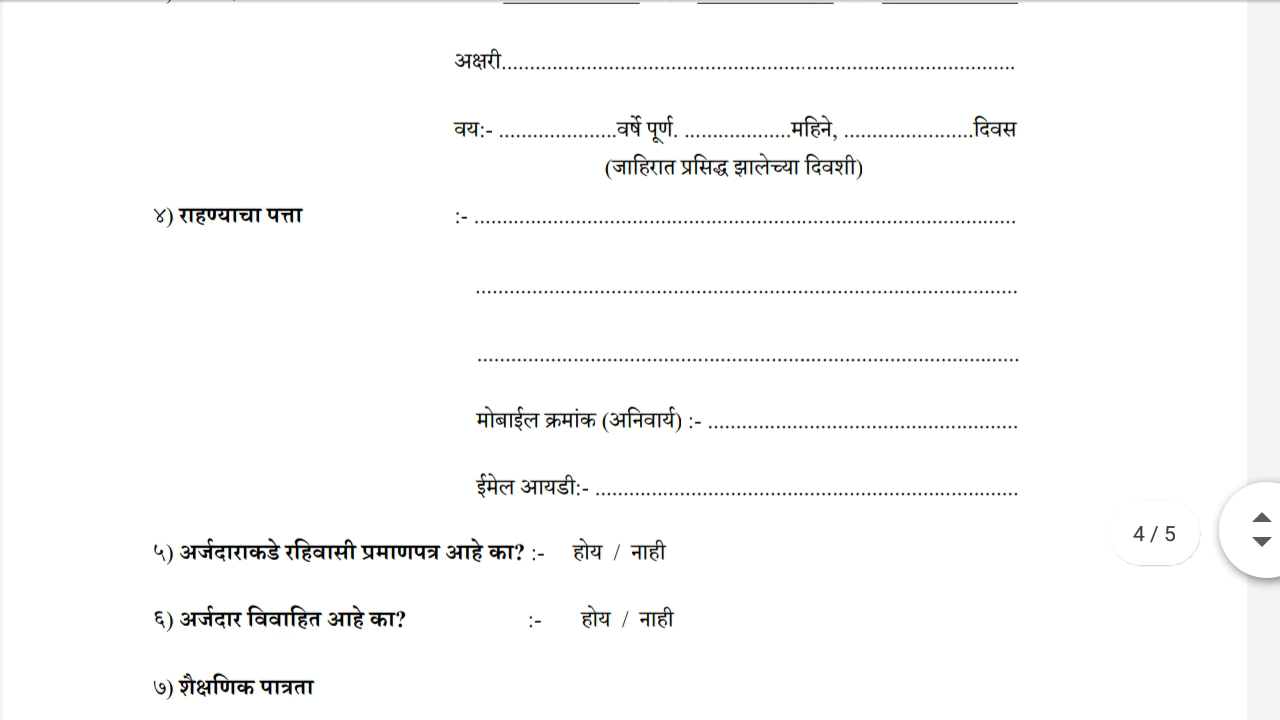 अक्षरी..........................................................................................
वयः- .....................वर्षे पूर्ण. ...................महिने, .......................दिवस
(जाहिरात प्रसिद्ध झालेच्या दिवशी)
४) राहण्याचा पत्ता :- ................................................................................................
................................................................................................
................................................................................................
मोबाईल क्रमांक (अनिवार्य) :- .......................................................
ईमेल आयडी:- ...........................................................................
५) अर्जदाराकडे रहिवासी प्रमाणपत्र आहे का? :- होय / नाही
4 / 5
६) अर्जदार विवाहित आहे का? :- होय / नाही
७) शैक्षणिक पात्रता